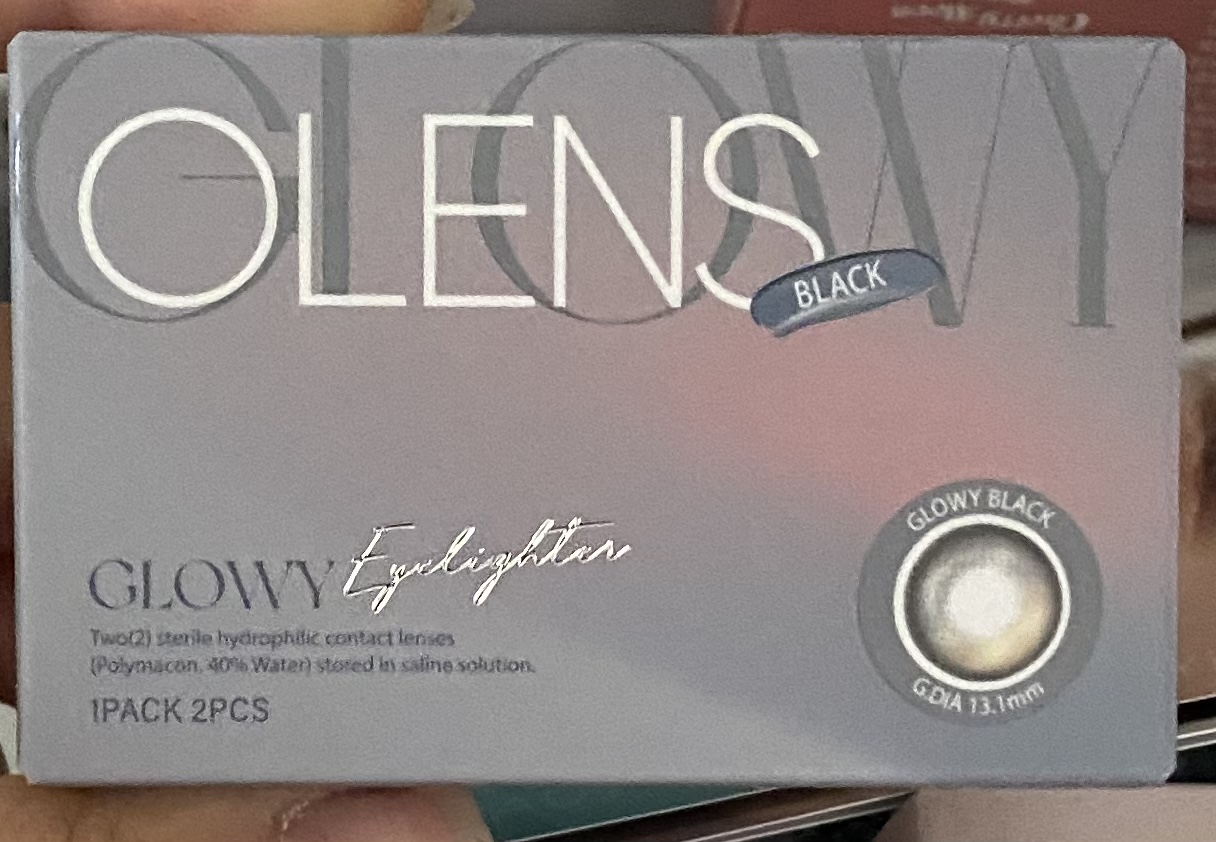 GLOWY
OLENS
BLACK
GLOWY Eyelighter
Two(2) sterile hydrophilic contact lenses
(Polymacon, 40% Water) stored in saline solution.
1PACK 2PCS
GLOWY BLACK
G.DIA 13.1mm